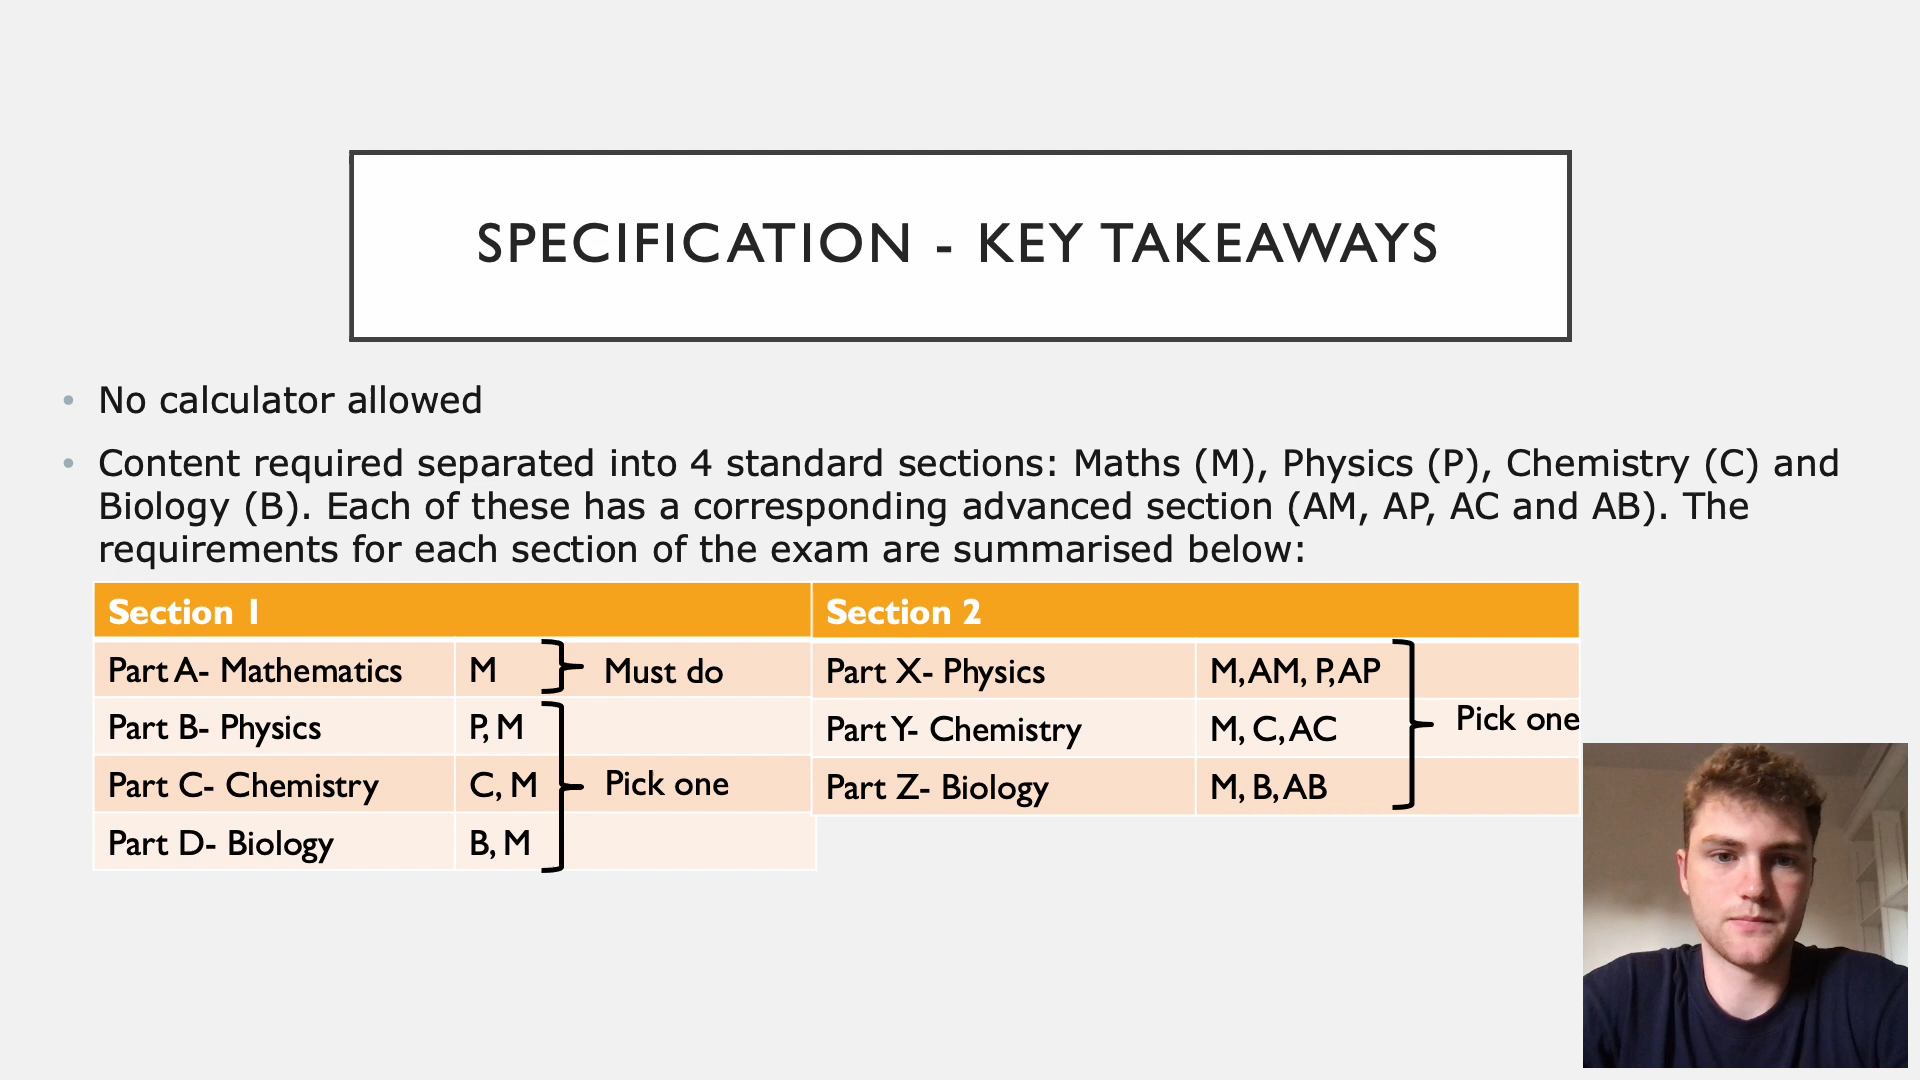 SPECIFICATION - KEY TAKEAWAYS
• No calculator allowed
• Content required separated into 4 standard sections: Maths (M), Physics (P), Chemistry (C) and
Biology (B). Each of these has a corresponding advanced section (AM, AP, AC and AB). The
requirements for each section of the exam are summarised below:
Section 1
Part A- Mathematics M Must do
Part B- Physics P, M
Part C- Chemistry C, M Pick one
Part D- Biology B, M
Section 2
Part X- Physics M, AM, P, AP
Part Y- Chemistry M, C, AC Pick one
Part Z- Biology M, B, AB